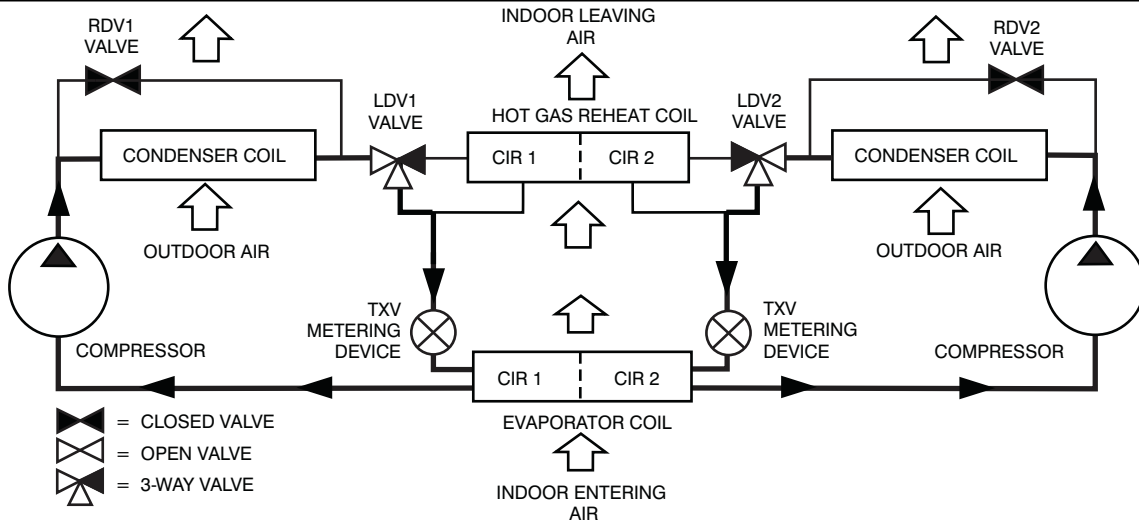 RDV1
VALVE
INDOOR LEAVING
AIR
RDV2
VALVE
LDV1
VALVE
HOT GAS REHEAT COIL
LDV2
VALVE
CONDENSER COIL
CIR 1
CIR 2
CONDENSER COIL
OUTDOOR AIR
OUTDOOR AIR
TXV
METERING
DEVICE
TXV
METERING
DEVICE
COMPRESSOR
COMPRESSOR
CIR 1
CIR 2
EVAPORATOR COIL
= CLOSED VALVE
= OPEN VALVE
= 3-WAY VALVE
INDOOR ENTERING
AIR